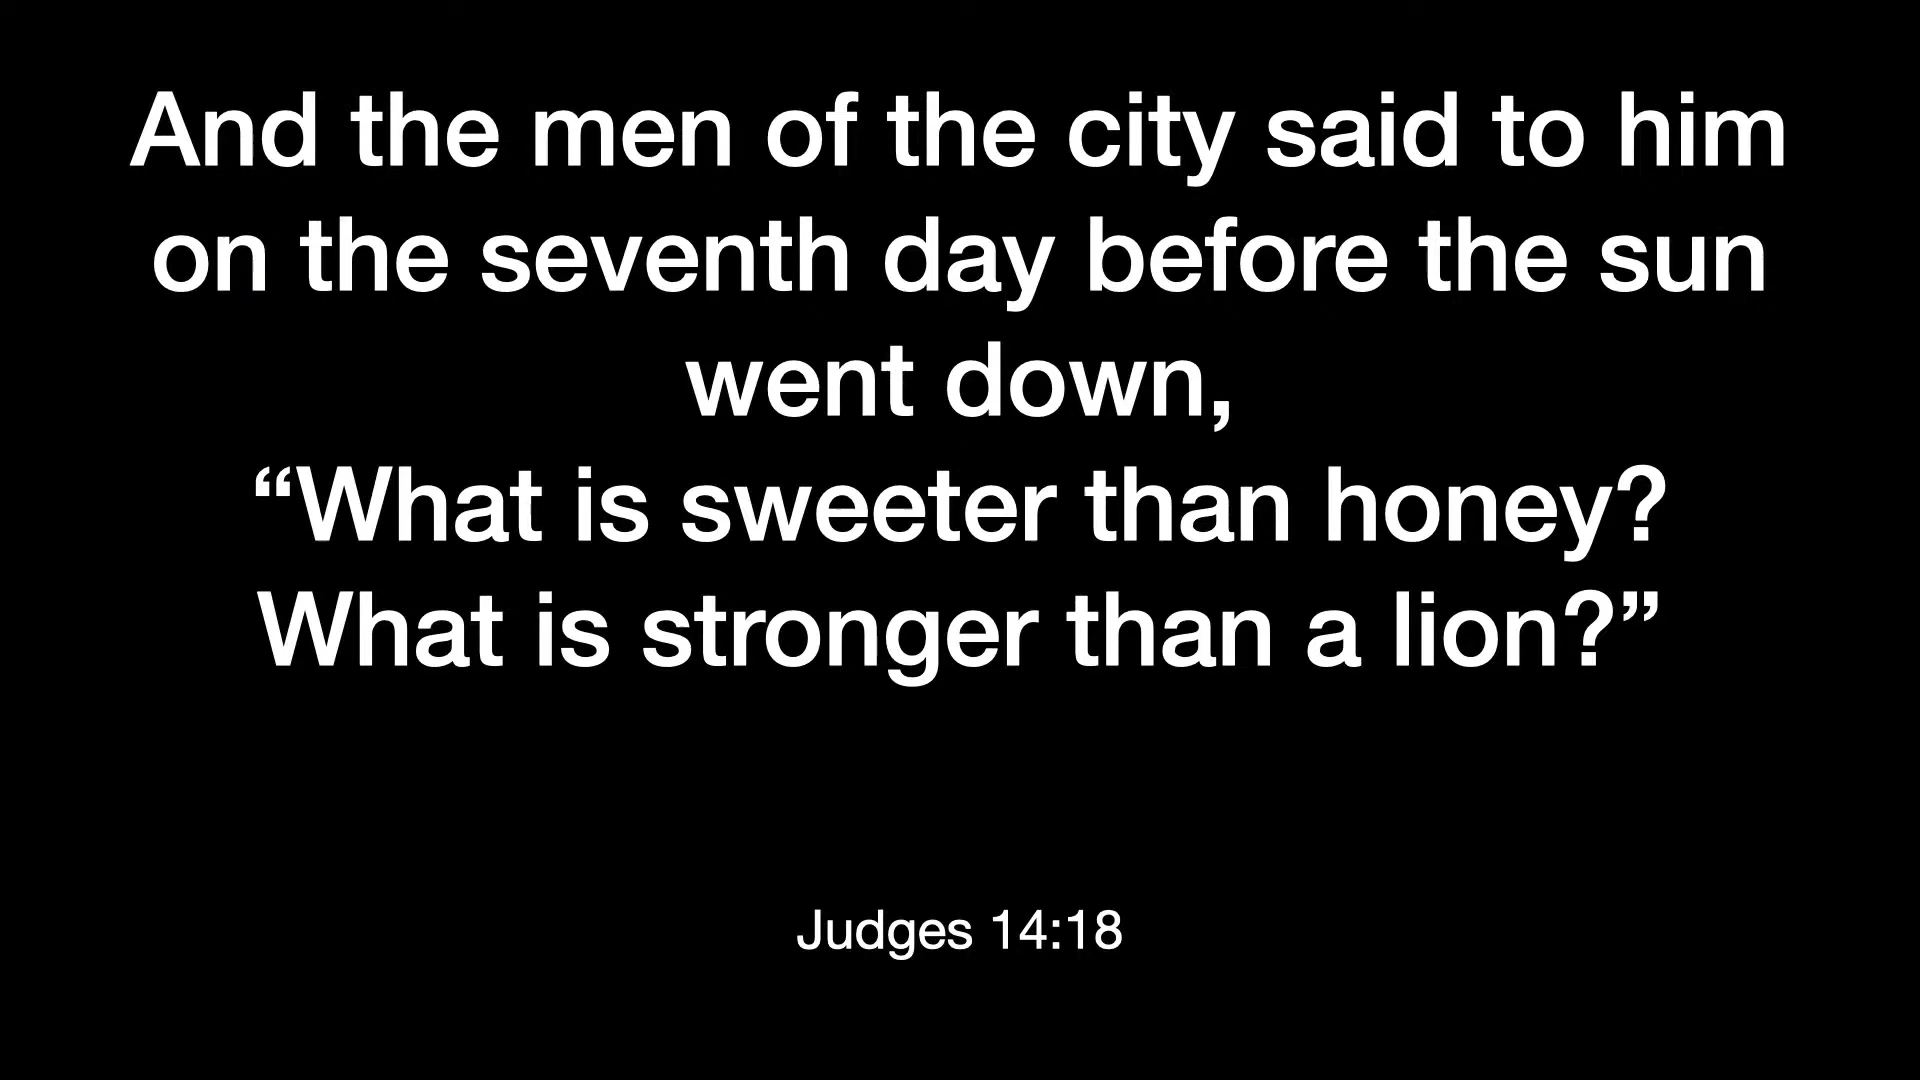 And the men of the city said to him
on the seventh day before the sun
went down,
“What is sweeter than honey?
What is stronger than a lion?”
Judges 14:18